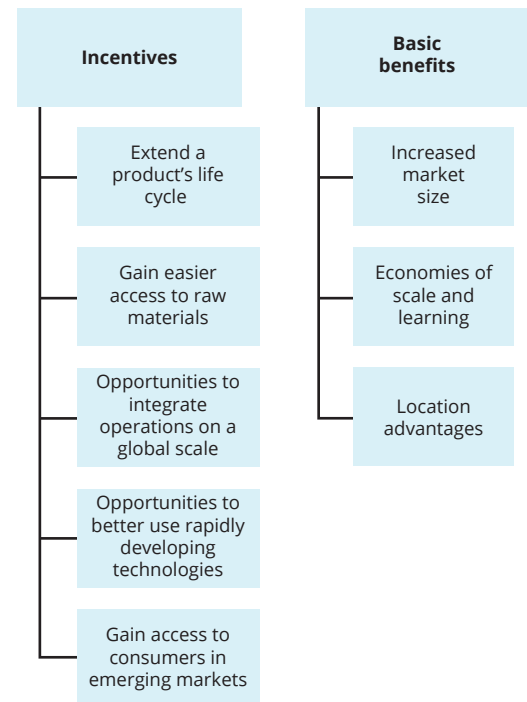 Incentives
Extend a
product's life
cycle
Gain easier
access to raw
materials
Opportunities to
integrate
operations on a
global scale
Opportunities to
better use rapidly
developing
technologies
Gain access to
consumers in
emerging markets
Basic
benefits
Increased
market
size
Economies of
scale and
learning
Location
advantages